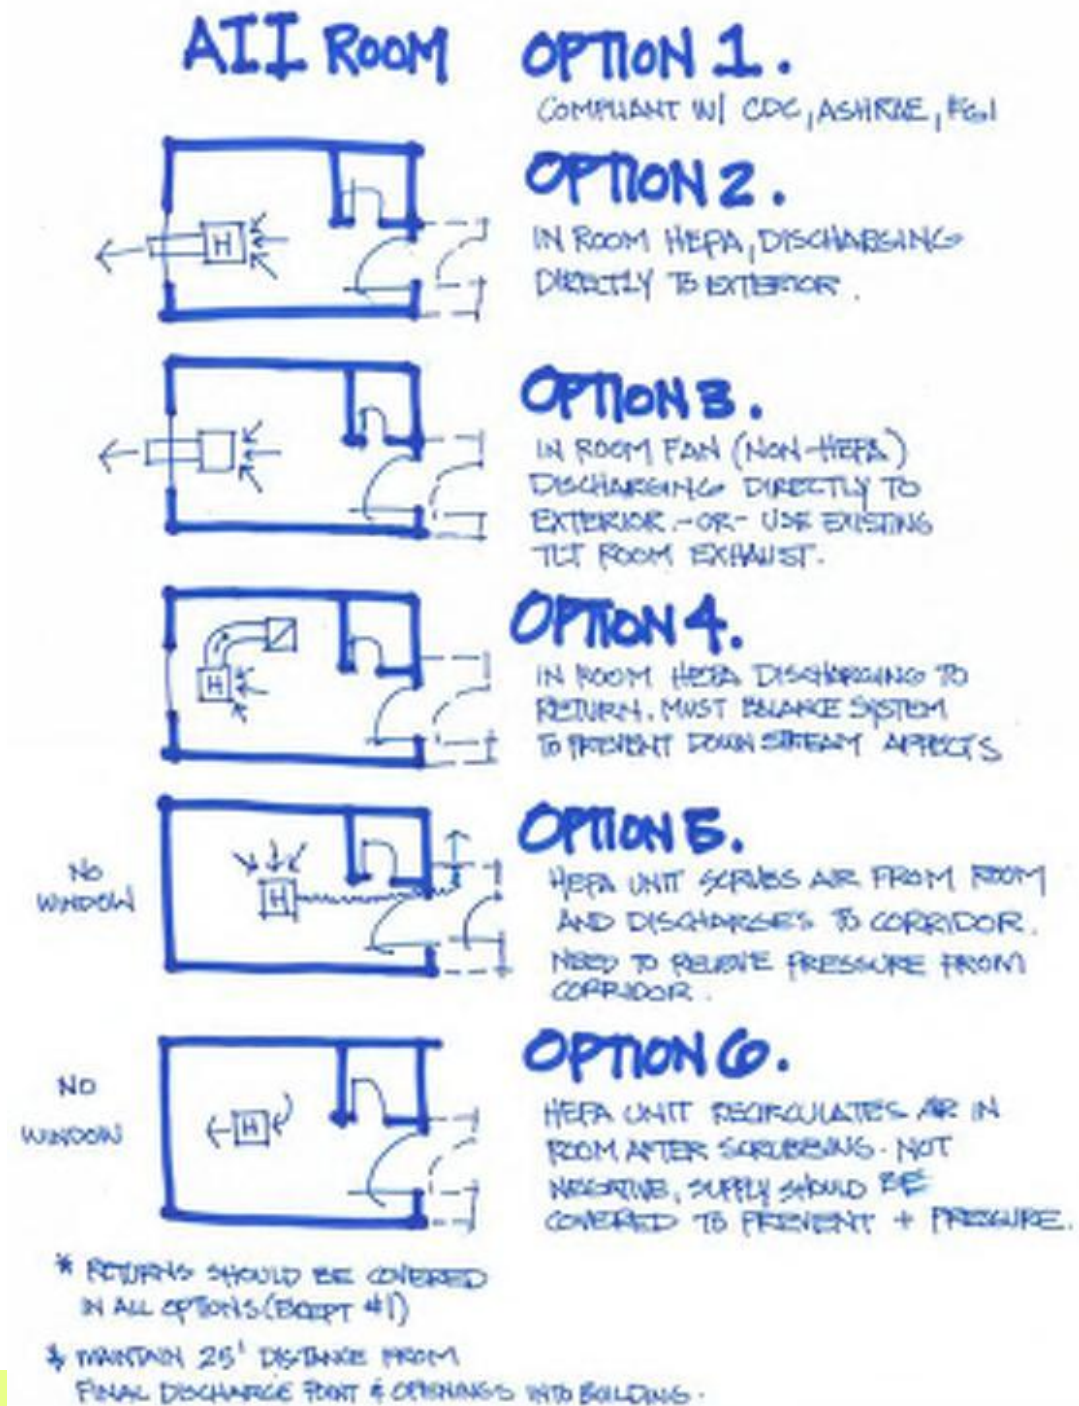 AII ROOM
OPTION 1.
COMPLIANT W/ CDC, ASHRAE, FGI
OPTION 2.
IN ROOM HEPA, DISCHARGING
DIRECTLY TO EXTERIOR.
H
OPTION 3.
IN ROOM FAN (NON-HEPA)
DISCHARGING DIRECTLY TO
EXTERIOR -OR- USE EXISTING
TLT ROOM EXHAUST.
OPTION 4.
IN ROOM HEPA DISCHARGING TO
RETURN. MUST BALANCE SYSTEM
TO PREVENT DOWN STREAM AFFECTS
H
OPTION 5.
HEPA UNIT SCRUBS AIR FROM ROOM
AND DISCHARGES TO CORRIDOR.
NEED TO RELIEVE PRESSURE FROM
CORRIDOR.
NO
WINDOW
H
OPTION 6.
HEPA UNIT RECIRCULATES AIR IN
ROOM AFTER SCRUBBING. NOT
NEGATIVE, SUPPLY SHOULD BE
COVERED TO PREVENT + PRESSURE.
NO
WINDOW
H
* RETURNS SHOULD BE COVERED
IN ALL OPTIONS (EXCEPT #1)
* MAINTAIN 25' DISTANCE FROM
FINAL DISCHARGE POINT & OPENINGS INTO BUILDING.